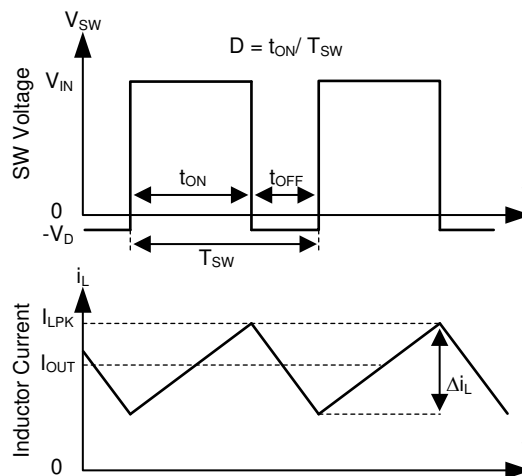 V_SW
D = t_ON/ T_SW
V_IN
SW Voltage
t_ON
t_OFF
0
-V_D
T_SW
i_L
I_LPK
I_OUT
Inductor Current
Δi_L
0